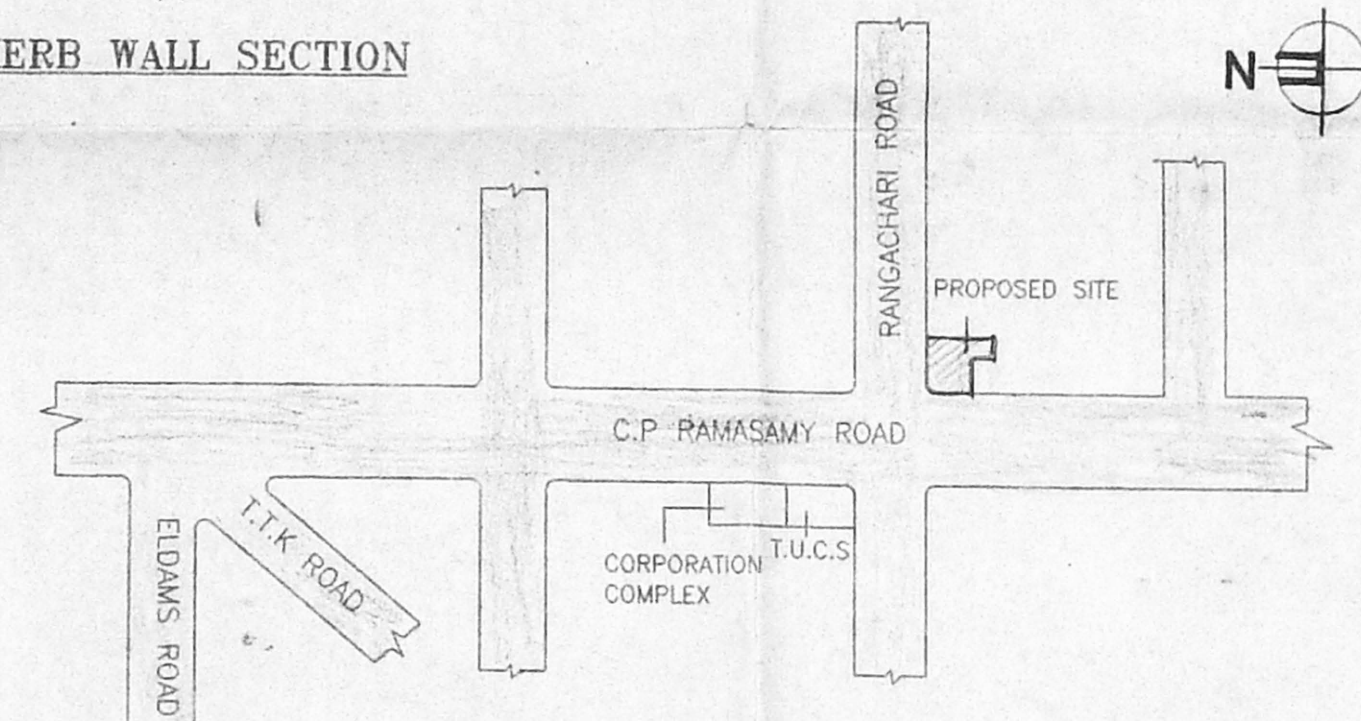 ERB WALL SECTION
N
RANGACHARI ROAD
PROPOSED SITE
C.P RAMASAMY ROAD
T.T.K ROAD
ELDAMS ROAD
CORPORATION
COMPLEX
T.U.C.S